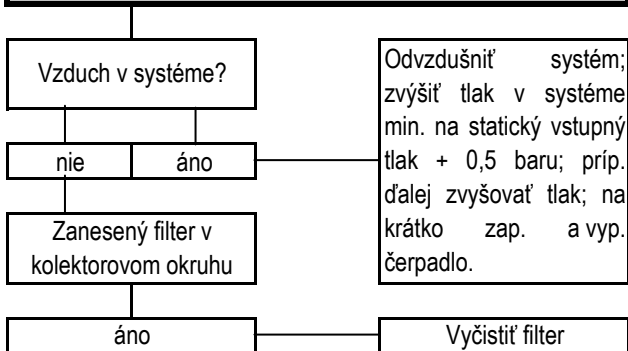 Vzduch v systéme?
nie
áno
Odvzdušniť systém;
zvýšiť tlak v systéme
min. na statický vstupný
tlak + 0,5 baru; príp.
ďalej zvyšovať tlak; na
krátko zap. a vyp.
čerpadlo.
Zanesený filter v
kolektorovom okruhu
áno
Vyčistiť filter